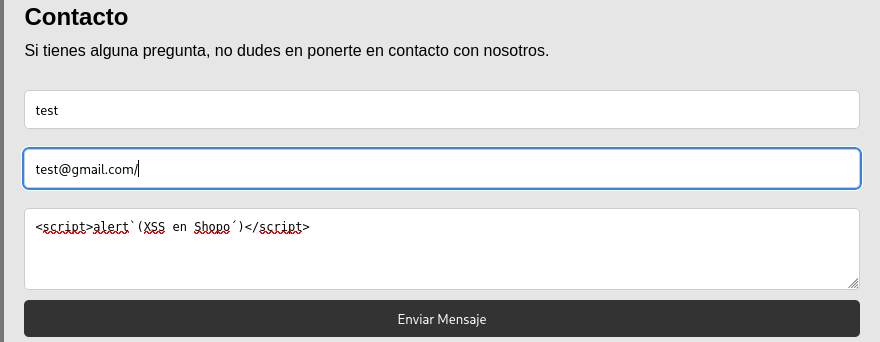 Contacto
Si tienes alguna pregunta, no dudes en ponerte en contacto con nosotros.
test
test@gmail.com/
<script>alert`(XSS en Shopo´)</script>
Enviar Mensaje